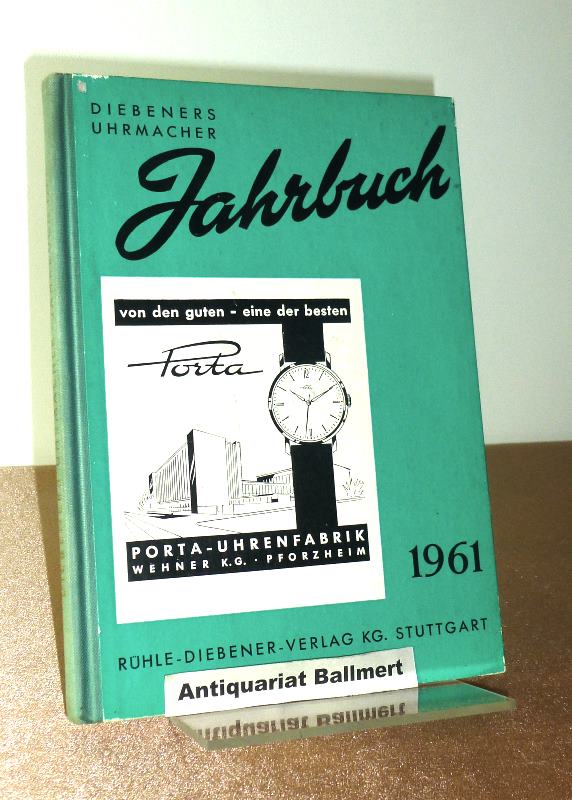 DIEBENERS
UHRMACHER
Jahrbuch
von den guten - eine der besten
Porta
PORTA-UHRENFABRIK
WEHNER K.G. · PFORZHEIM
1961
RÜHLE-DIEBENER-VERLAG KG. STUTTGART
Antiquariat Ballmert